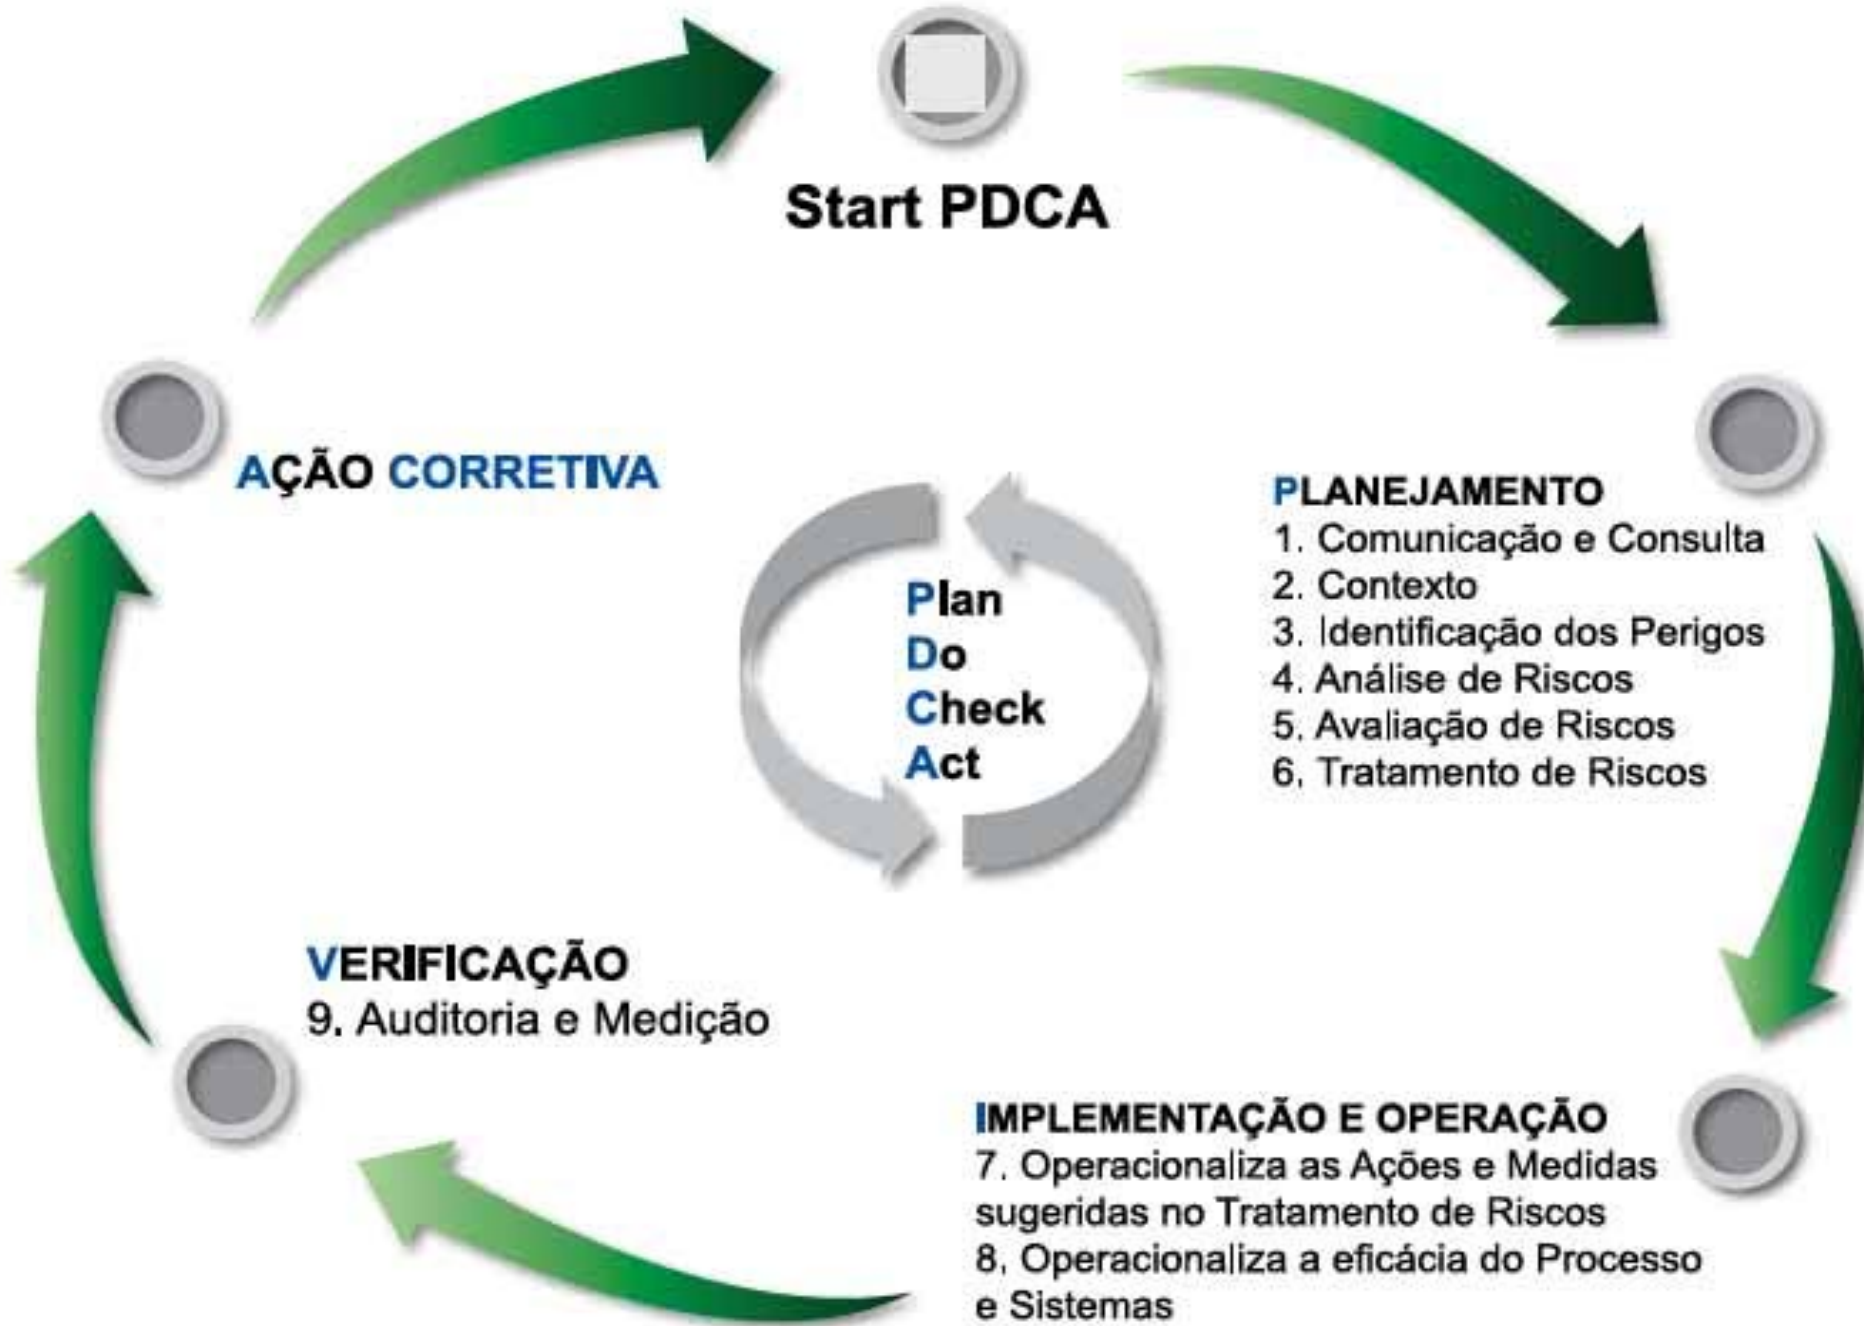 Start PDCA
AÇÃO CORRETIVA
PLANEJAMENTO
1. Comunicação e Consulta
2. Contexto
3. Identificação dos Perigos
4. Análise de Riscos
5. Avaliação de Riscos
6. Tratamento de Riscos
Plan
Do
Check
Act
VERIFICAÇÃO
9. Auditoria e Medição
IMPLEMENTAÇÃO E OPERAÇÃO
7. Operacionaliza as Ações e Medidas
sugeridas no Tratamento de Riscos
8. Operacionaliza a eficácia do Processo
e Sistemas